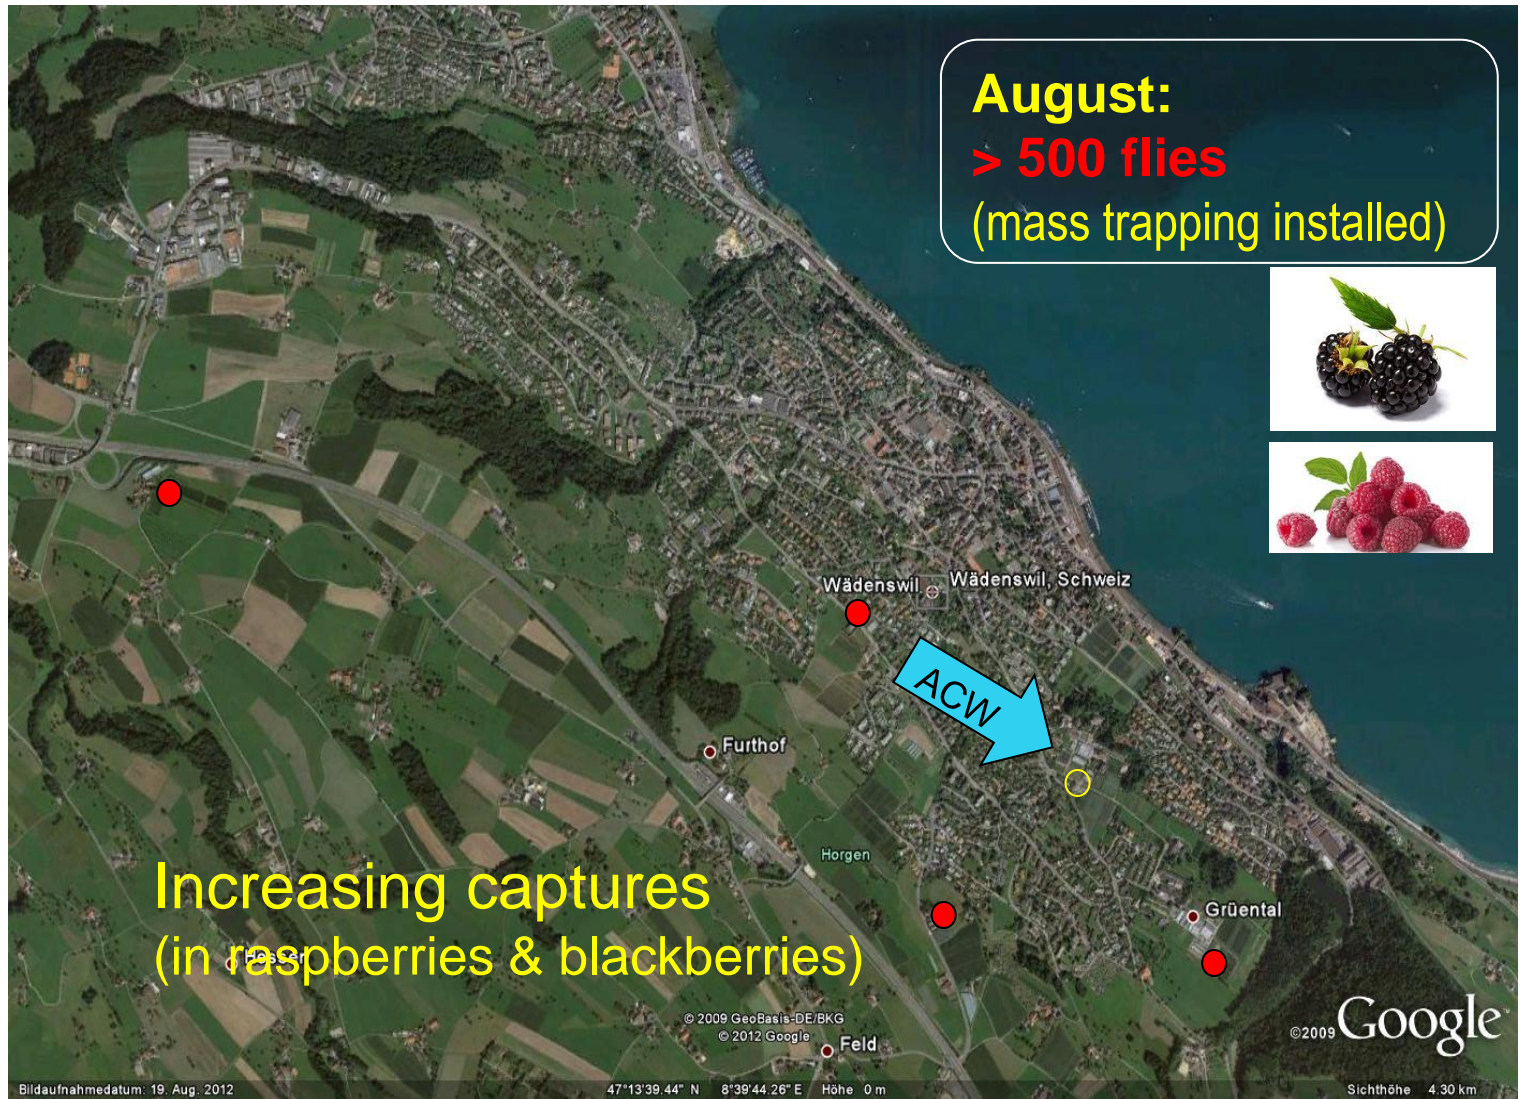 August:
> 500 flies
(mass trapping installed)
Wädenswil
Wädenswil, Schweiz
ACW
Furthof
Horgen
Increasing captures
(in raspberries & blackberries)
Grüental
©2009 Google
© 2009 GeoBasis-DE/BKG
© 2012 Google
Feld
Bildaufnahmedatum: 19. Aug. 2012
47°13'39.44" N 8°39'44.26" E Höhe 0 m
Sichthöhe 4.30 km